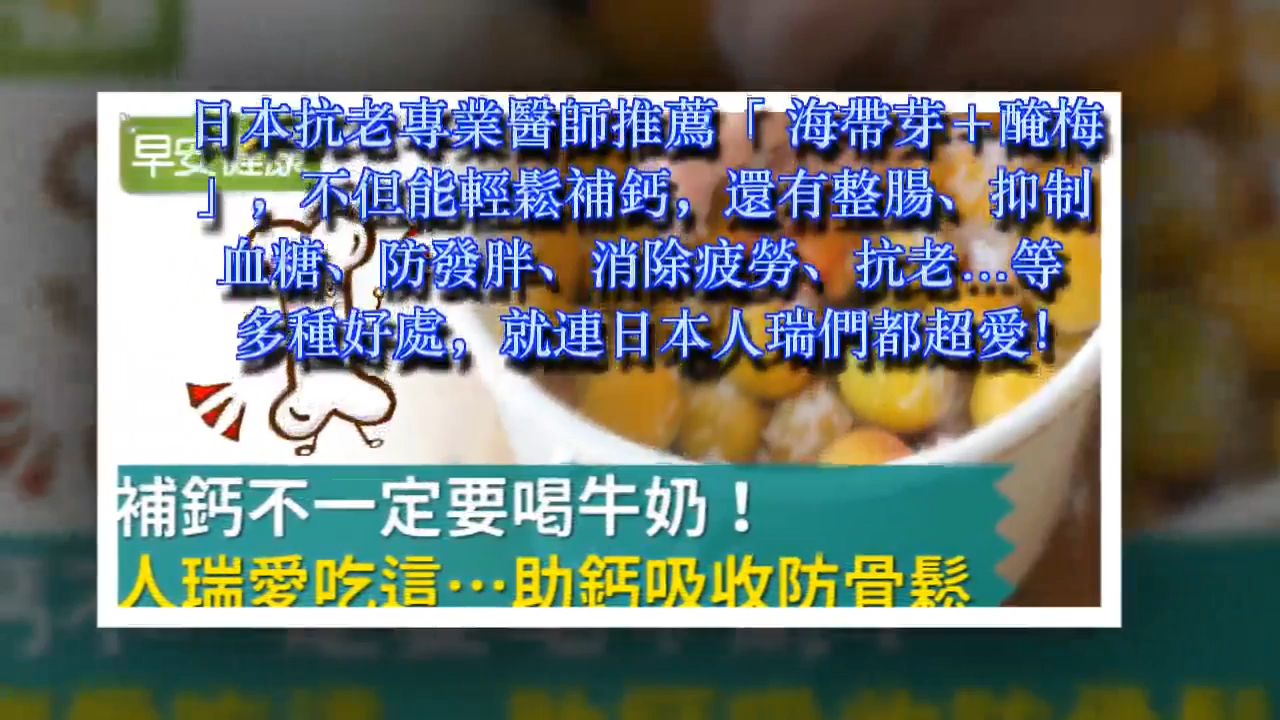 日本抗老專業醫師推薦「 海帶芽＋醃梅
」，不但能輕鬆補鈣，還有整腸、抑制
血糖、防發胖、消除疲勞、抗老…等
多種好處，就連日本人瑞們都超愛！
早安健康
補鈣不一定要喝牛奶！
人瑞愛吃這…助鈣吸收防骨鬆